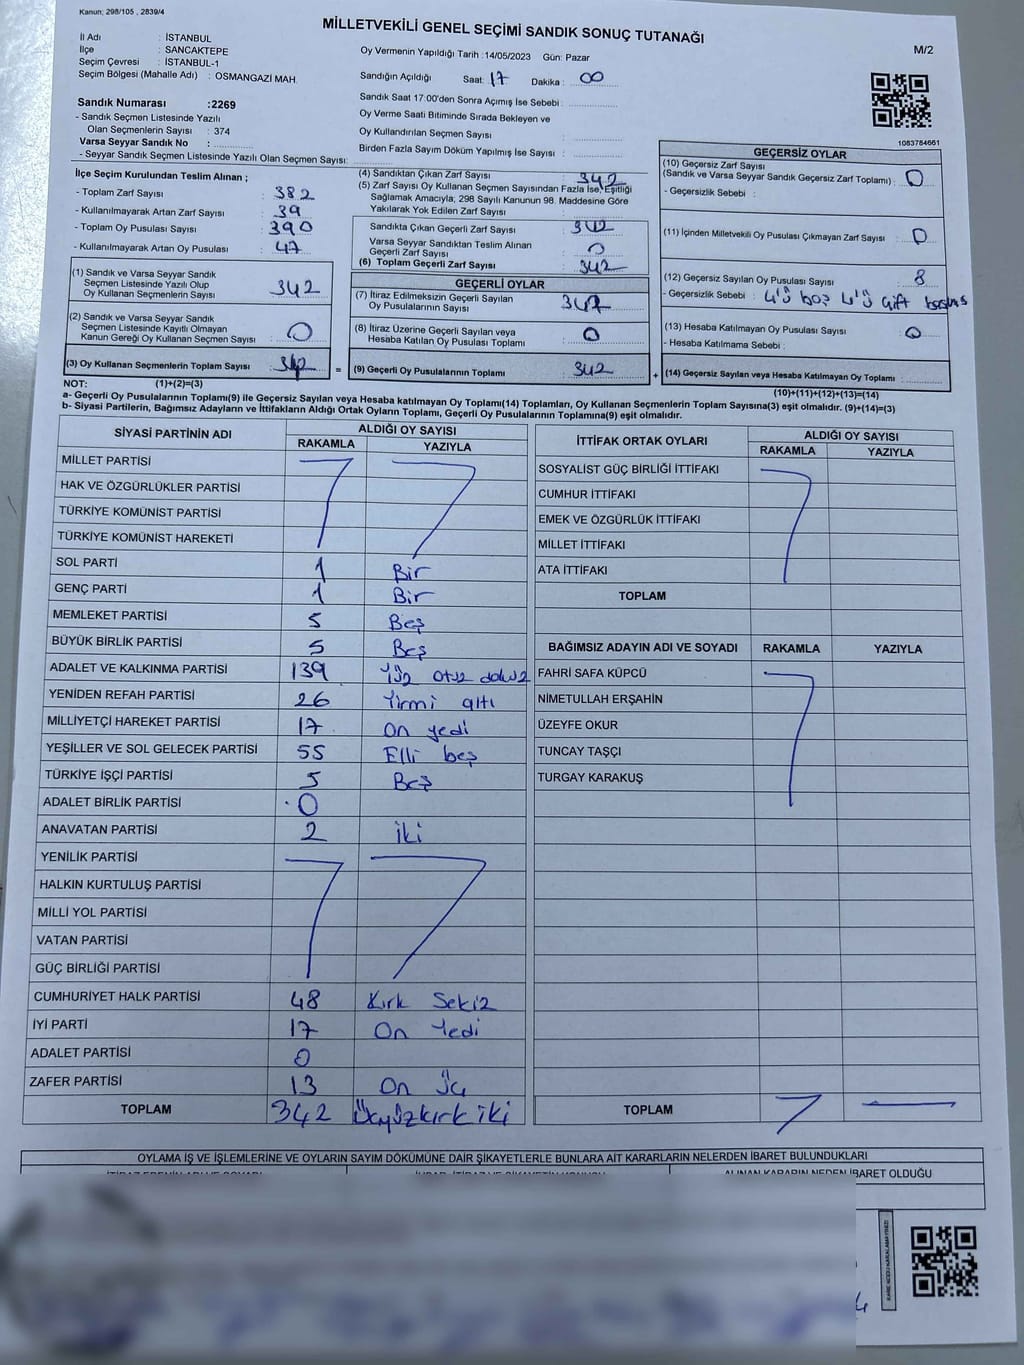 Kanun; 298/105 , 2839/4
MİLLETVEKİLİ GENEL SEÇİMİ SANDIK SONUÇ TUTANAĞI
M/2
İl Adı : İSTANBUL
İlçe : SANCAKTEPE
Seçim Çevresi : İSTANBUL-1
Seçim Bölgesi (Mahalle Adı) : OSMANGAZİ MAH.
Sandık Numarası :2269
- Sandık Seçmen Listesinde Yazılı
Olan Seçmenlerin Sayısı : 374
Varsa Seyyar Sandık No :
- Seyyar Sandık Seçmen Listesinde Yazılı Olan Seçmen Sayısı:
Oy Vermenin Yapıldığı Tarih :14/05/2023 Gün: Pazar
Sandığın Açıldığı Saat: 17 Dakika : 00
Sandık Saat 17:00'den Sonra Açımış İse Sebebi :
Oy Verme Saati Bitiminde Sırada Bekleyen ve
Oy Kullandırılan Seçmen Sayısı :
Birden Fazla Sayım Döküm Yapılmış İse Sayısı :
1083784661
İlçe Seçim Kurulundan Teslim Alınan ;
- Toplam Zarf Sayısı : 382
- Kullanılmayarak Artan Zarf Sayısı : 39
- Toplam Oy Pusulası Sayısı : 390
- Kullanılmayarak Artan Oy Pusulası : 47
(1) Sandık ve Varsa Seyyar Sandık
Seçmen Listesinde Yazılı Olup
Oy Kullanan Seçmenlerin Sayısı : 342
(2) Sandık ve Varsa Seyyar Sandık
Seçmen Listesinde Kayıtlı Olmayan
Kanun Gereği Oy Kullanan Seçmen Sayısı : 0
(3) Oy Kullanan Seçmenlerin Toplam Sayısı : 342
(4) Sandıktan Çıkan Zarf Sayısı : 342
(5) Zarf Sayısı Oy Kullanan Seçmen Sayısından Fazla İse, Eşitliği
Sağlamak Amacıyla; 298 Sayılı Kanunun 98. Maddesine Göre
Yakılarak Yok Edilen Zarf Sayısı :
Sandıkta Çıkan Geçerli Zarf Sayısı : 342
Varsa Seyyar Sandıktan Teslim Alınan
Geçerli Zarf Sayısı : 0
(6) Toplam Geçerli Zarf Sayısı : 342
GEÇERLİ OYLAR
(7) İtiraz Edilmeksizin Geçerli Sayılan
Oy Pusulalarının Sayısı : 342
(8) İtiraz Üzerine Geçerli Sayılan veya
Hesaba Katılan Oy Pusulası Toplamı : 0
= (9) Geçerli Oy Pusulalarının Toplamı : 342
GEÇERSİZ OYLAR
(10) Geçersiz Zarf Sayısı
(Sandık ve Varsa Seyyar Sandık Geçersiz Zarf Toplamı) : 0
- Geçersizlik Sebebi :
(11) İçinden Milletvekili Oy Pusulası Çıkmayan Zarf Sayısı : 0
(12) Geçersiz Sayılan Oy Pusulası Sayısı : 8
- Geçersizlik Sebebi : 4'ü boş 4'ü çift basılış
(13) Hesaba Katılmayan Oy Pusulası Sayısı : 0
- Hesaba Katılmama Sebebi :
+ (14) Geçersiz Sayılan veya Hesaba Katılmayan Oy Toplamı :
NOT: (1)+(2)=(3) (10)+(11)+(12)+(13)=(14)
a- Geçerli Oy Pusulalarının Toplamı(9) ile Geçersiz Sayılan veya Hesaba katılmayan Oy Toplamı(14) Toplamları, Oy Kullanan Seçmenlerin Toplam Sayısına(3) eşit olmalıdır. (9)+(14)=(3)
b- Siyasi Partilerin, Bağımsız Adayların ve İttifakların Aldığı Ortak Oyların Toplamı, Geçerli Oy Pusulalarının Toplamına(9) eşit olmalıdır.
SİYASİ PARTİNİN ADI ALDIĞI OY SAYISI
RAKAMLA YAZIYLA
MİLLET PARTİSİ
HAK VE ÖZGÜRLÜKLER PARTİSİ
TÜRKİYE KOMÜNİST PARTİSİ
TÜRKİYE KOMÜNİST HAREKETİ
SOL PARTİ 1 Bir
GENÇ PARTİ 1 Bir
MEMLEKET PARTİSİ 5 Beş
BÜYÜK BİRLİK PARTİSİ 5 Beş
ADALET VE KALKINMA PARTİSİ 139 Yüz otuz dokuz
YENİDEN REFAH PARTİSİ 26 Yirmi altı
MİLLİYETÇİ HAREKET PARTİSİ 17 On yedi
YEŞİLLER VE SOL GELECEK PARTİSİ 55 Elli beş
TÜRKİYE İŞÇİ PARTİSİ 5 Beş
ADALET BİRLİK PARTİSİ 0
ANAVATAN PARTİSİ 2 İki
YENİLİK PARTİSİ
HALKIN KURTULUŞ PARTİSİ
MİLLİ YOL PARTİSİ
VATAN PARTİSİ
GÜÇ BİRLİĞİ PARTİSİ
CUMHURİYET HALK PARTİSİ 48 Kırk Sekiz
İYİ PARTİ 17 On Yedi
ADALET PARTİSİ 0
ZAFER PARTİSİ 13 On Üç
TOPLAM 342 Üçyüzkırk iki
İTTİFAK ORTAK OYLARI ALDIĞI OY SAYISI
RAKAMLA YAZIYLA
SOSYALİST GÜÇ BİRLİĞİ İTTİFAKI
CUMHUR İTTİFAKI
EMEK VE ÖZGÜRLÜK İTTİFAKI
MİLLET İTTİFAKI
ATA İTTİFAKI
TOPLAM
BAĞIMSIZ ADAYIN ADI VE SOYADI RAKAMLA YAZIYLA
FAHRİ SAFA KÜPCÜ
NİMETULLAH ERŞAHİN
ÜZEYFE OKUR
TUNCAY TAŞÇI
TURGAY KARAKUŞ
TOPLAM
OYLAMA İŞ VE İŞLEMLERİNE VE OYLARIN SAYIM DÖKÜMÜNE DAİR ŞİKAYETLERLE BUNLARA AİT KARARLARIN NELERDEN İBARET BULUNDUKLARI
ALINAN KARARIN NEDEN İBARET OLDUĞU